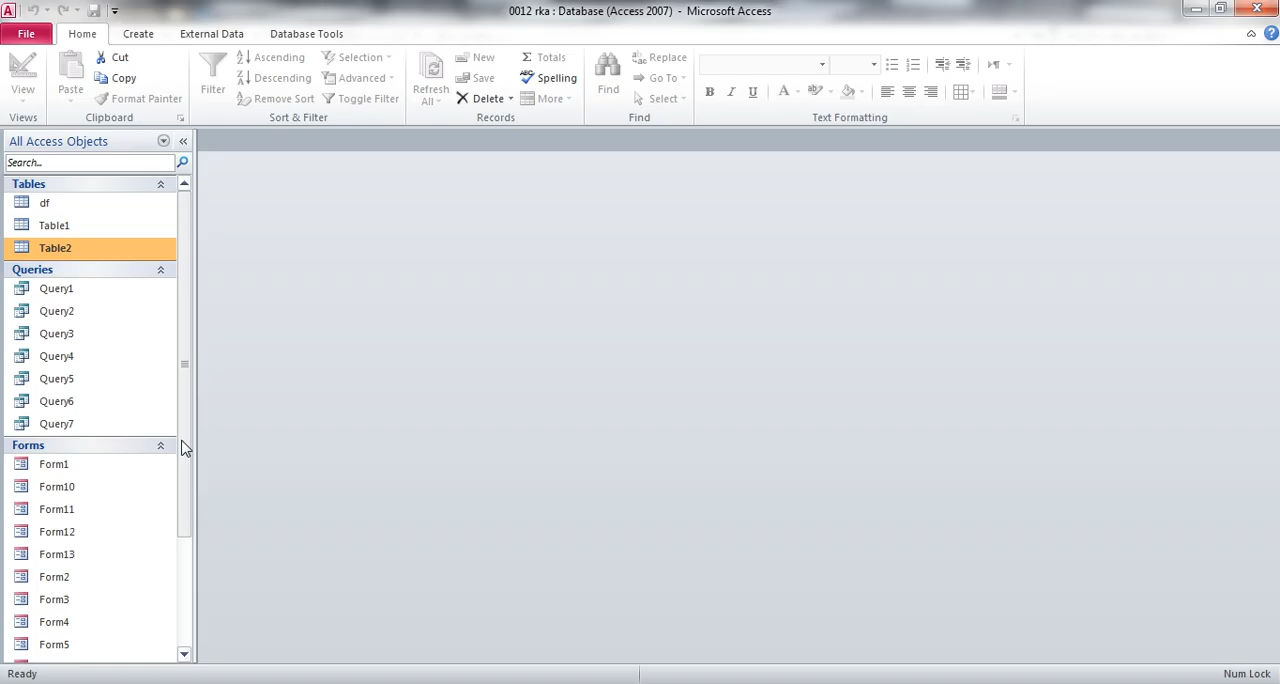 0012 rka : Database (Access 2007) - Microsoft Access
File Home Create External Data Database Tools
View
Views
Paste
Cut
Copy
Format Painter
Clipboard
Filter
Ascending
Descending
Remove Sort
Selection
Advanced
Toggle Filter
Sort & Filter
Refresh
All
New
Save
Delete
Totals
Spelling
More
Records
Find
Replace
Go To
Select
Find
B I U A
Text Formatting
All Access Objects
Search...
Tables
df
Table1
Table2
Queries
Query1
Query2
Query3
Query4
Query5
Query6
Query7
Forms
Form1
Form10
Form11
Form12
Form13
Form2
Form3
Form4
Form5
Ready
Num Lock